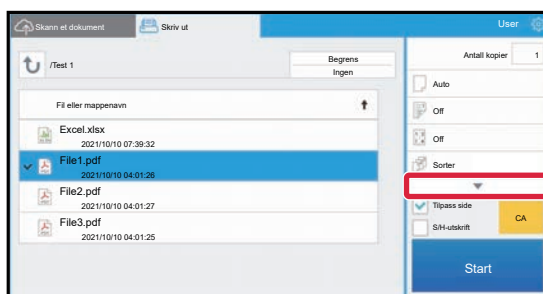 Skann et dokument
Skriv ut
User
/Test 1
Begrens
Ingen
Antall kopier 1
Auto
Off
Off
Sorter
Fil eller mappenavn
Excel.xlsx
2021/10/10 07:39:32
File1.pdf
2021/10/10 04:01:26
File2.pdf
2021/10/10 04:01:27
File3.pdf
2021/10/10 04:01:25
Tilpass side
S/H-utskrift
CA
Start